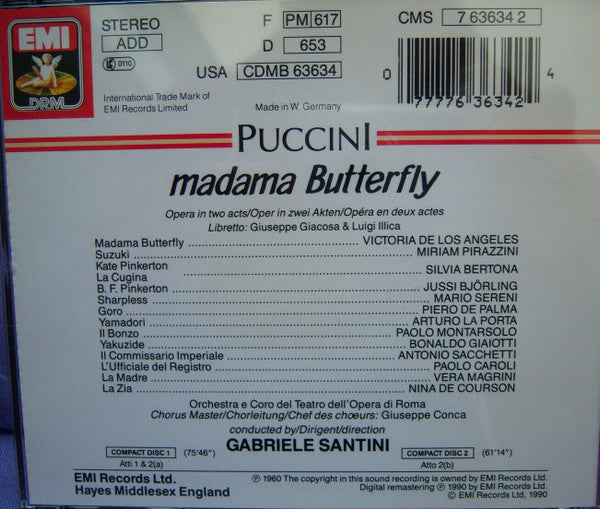 EMI
DRM
STEREO
ADD
0110
F PM 617
D 653
USA CDMB 63634
CMS 7 63634 2
0 77776 36342 4
International Trade Mark of
EMI Records Limited
Made in W. Germany
PUCCINI
madama Butterfly
Opera in two acts/Oper in zwei Akten/Opéra en deux actes
Libretto: Giuseppe Giacosa & Luigi Illica
Madama Butterfly VICTORIA DE LOS ANGELES
Suzuki MIRIAM PIRAZZINI
Kate Pinkerton
La Cugina SILVIA BERTONA
B. F. Pinkerton JUSSI BJÖRLING
Sharpless MARIO SERENI
Goro PIERO DE PALMA
Yamadori ARTURO LA PORTA
Il Bonzo PAOLO MONTARSOLO
Yakuzide BONALDO GIAIOTTI
Il Commissario Imperiale ANTONIO SACCHETTI
L'Ufficiale del Registro PAOLO CAROLI
La Madre VERA MAGRINI
La Zia NINA DE COURSON
Orchestra e Coro del Teatro dell'Opera di Roma
Chorus Master/Chorleitung/Chef des chœurs: Giuseppe Conca
conducted by/Dirigent/direction
GABRIELE SANTINI
COMPACT DISC 1 (75'46")
Atti 1 & 2(a)
COMPACT DISC 2 (61'14")
Atto 2(b)
EMI Records Ltd.
Hayes Middlesex England
℗ 1960 The copyright in this sound recording is owned by EMI Records Ltd.
Digital remastering ℗ 1990 by EMI Records Ltd.
© EMI Records Ltd, 1990